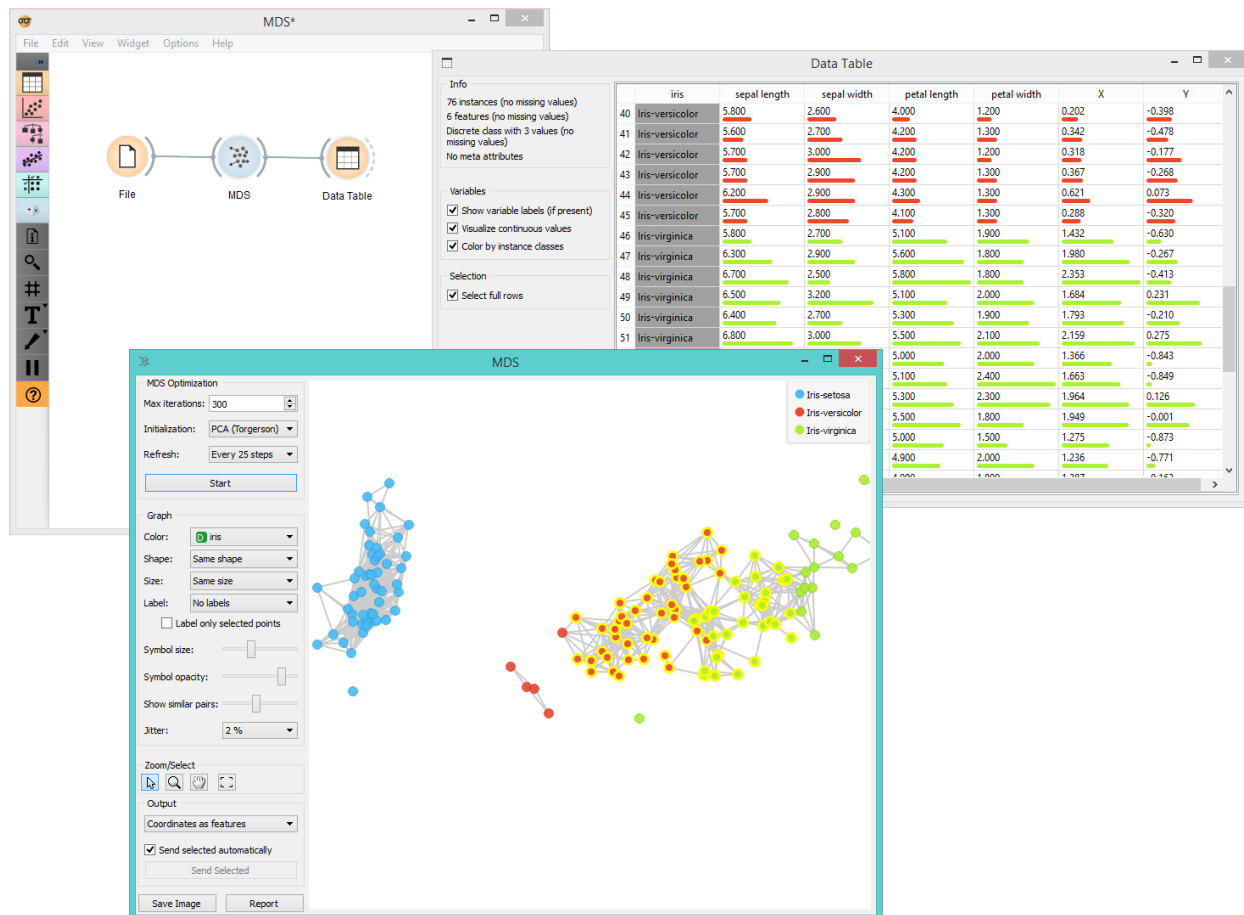 MDS*
File Edit View Widget Options Help
File
MDS
Data Table
Data Table
Info
76 instances (no missing values)
6 features (no missing values)
Discrete class with 3 values (no
missing values)
No meta attributes
Variables
Show variable labels (if present)
Visualize continuous values
Color by instance classes
Selection
Select full rows
iris sepal length sepal width petal length petal width X Y
40 Iris-versicolor 5.800 2.600 4.000 1.200 0.202 -0.398
41 Iris-versicolor 5.600 2.700 4.200 1.300 0.342 -0.478
42 Iris-versicolor 5.700 3.000 4.200 1.200 0.318 -0.177
43 Iris-versicolor 5.700 2.900 4.200 1.300 0.367 -0.268
44 Iris-versicolor 6.200 2.900 4.300 1.300 0.621 0.073
45 Iris-versicolor 5.700 2.800 4.100 1.300 0.288 -0.320
46 Iris-virginica 5.800 2.700 5.100 1.900 1.432 -0.630
47 Iris-virginica 6.300 2.900 5.600 1.800 1.980 -0.267
48 Iris-virginica 6.700 2.500 5.800 1.800 2.353 -0.413
49 Iris-virginica 6.500 3.200 5.100 2.000 1.684 0.231
50 Iris-virginica 6.400 2.700 5.300 1.900 1.793 -0.210
51 Iris-virginica 6.800 3.000 5.500 2.100 2.159 0.275
5.000 2.000 1.366 -0.843
5.100 2.400 1.663 -0.849
5.300 2.300 1.964 0.126
5.500 1.800 1.949 -0.001
5.000 1.500 1.275 -0.873
4.900 2.000 1.236 -0.771
MDS
MDS Optimization
Max iterations: 300
Initialization: PCA (Torgerson)
Refresh: Every 25 steps
Start
Graph
Color: D iris
Shape: Same shape
Size: Same size
Label: No labels
Label only selected points
Symbol size:
Symbol opacity:
Show similar pairs:
Jitter: 2 %
Zoom/Select
Output
Coordinates as features
Send selected automatically
Send Selected
Save Image Report
Iris-setosa
Iris-versicolor
Iris-virginica